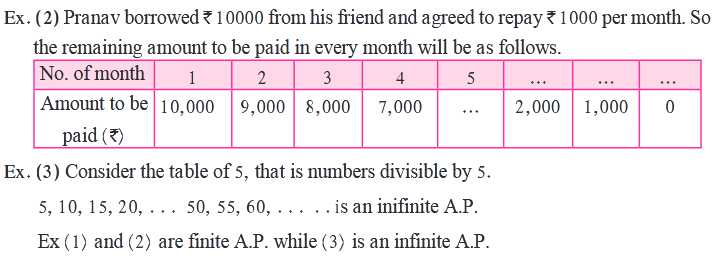 Ex. (2) Pranav borrowed ₹ 10000 from his friend and agreed to repay ₹ 1000 per month. So
the remaining amount to be paid in every month will be as follows.
No. of month 1 2 3 4 5 ... ... ...
Amount to be 10,000 9,000 8,000 7,000 ... 2,000 1,000 0
paid (₹)
Ex. (3) Consider the table of 5, that is numbers divisible by 5.
5, 10, 15, 20, . . . 50, 55, 60, . . . . . is an inifinite A.P.
Ex (1) and (2) are finite A.P. while (3) is an infinite A.P.